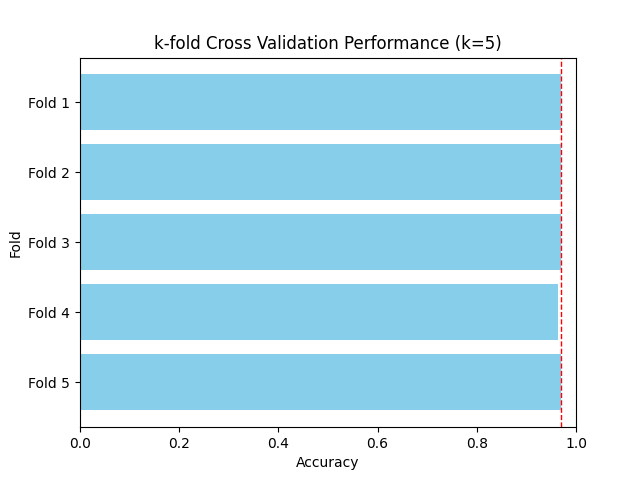 k-fold Cross Validation Performance (k=5)
Fold
Fold 1
Fold 2
Fold 3
Fold 4
Fold 5
0.0 0.2 0.4 0.6 0.8 1.0
Accuracy